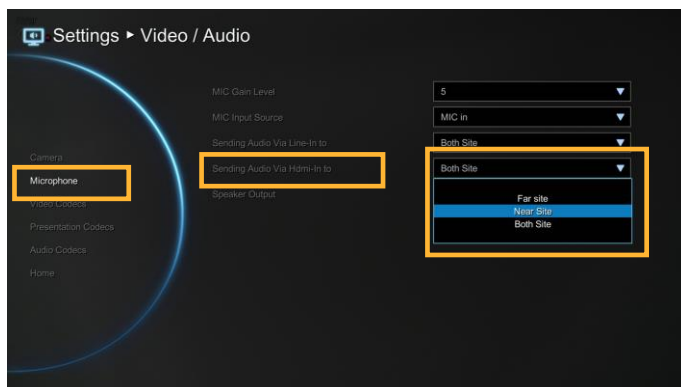 Settings ► Video / Audio
MIC Gain Level
5
MIC Input Source
MIC in
Sending Audio Via Line-In to
Both Site
Camera
Sending Audio Via Hdmi-In to
Both Site
Microphone
Speaker Output
Far site
Video Codecs
Near Site
Presentation Codecs
Both Site
Audio Codecs
Home